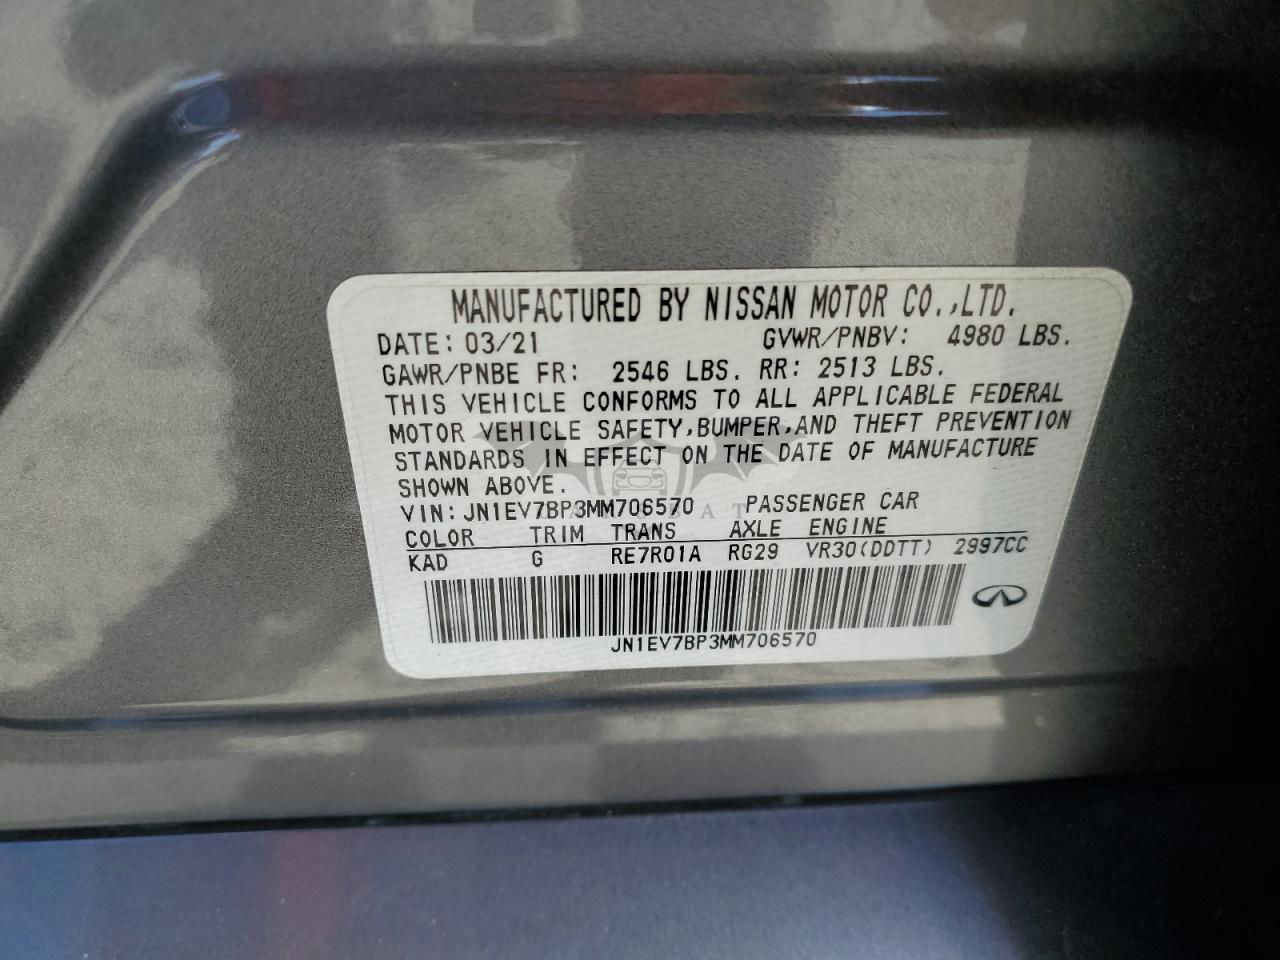 MANUFACTURED BY NISSAN MOTOR CO.,LTD.
DATE: 03/21 GVWR/PNBV: 4980 LBS.
GAWR/PNBE FR: 2546 LBS. RR: 2513 LBS.
THIS VEHICLE CONFORMS TO ALL APPLICABLE FEDERAL
MOTOR VEHICLE SAFETY,BUMPER,AND THEFT PREVENTION
STANDARDS IN EFFECT ON THE DATE OF MANUFACTURE
SHOWN ABOVE.
VIN: JN1EV7BP3MM706570 PASSENGER CAR
COLOR TRIM TRANS AXLE ENGINE
KAD G RE7R01A RG29 VR30(DDTT) 2997CC
JN1EV7BP3MM706570